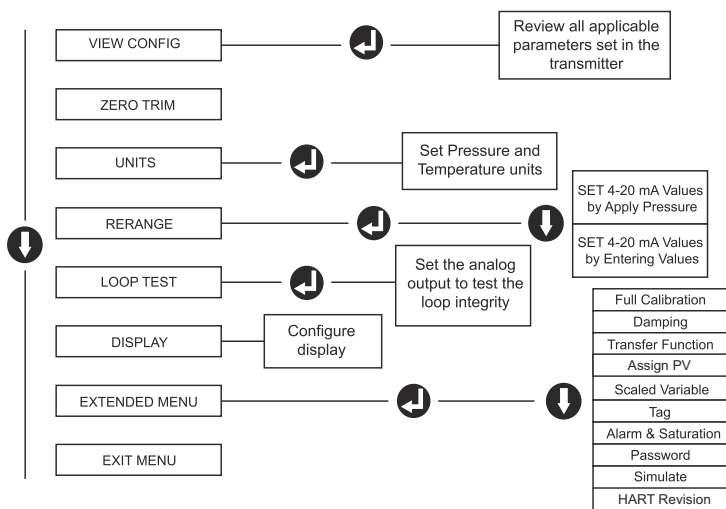 VIEW CONFIG
Review all applicable
parameters set in the
transmitter
ZERO TRIM
UNITS
Set Pressure and
Temperature units
RERANGE
SET 4-20 mA Values
by Apply Pressure
SET 4-20 mA Values
by Entering Values
LOOP TEST
Set the analog
output to test the
loop integrity
DISPLAY
Configure
display
EXTENDED MENU
Full Calibration
Damping
Transfer Function
Assign PV
Scaled Variable
Tag
Alarm & Saturation
Password
Simulate
HART Revision
EXIT MENU